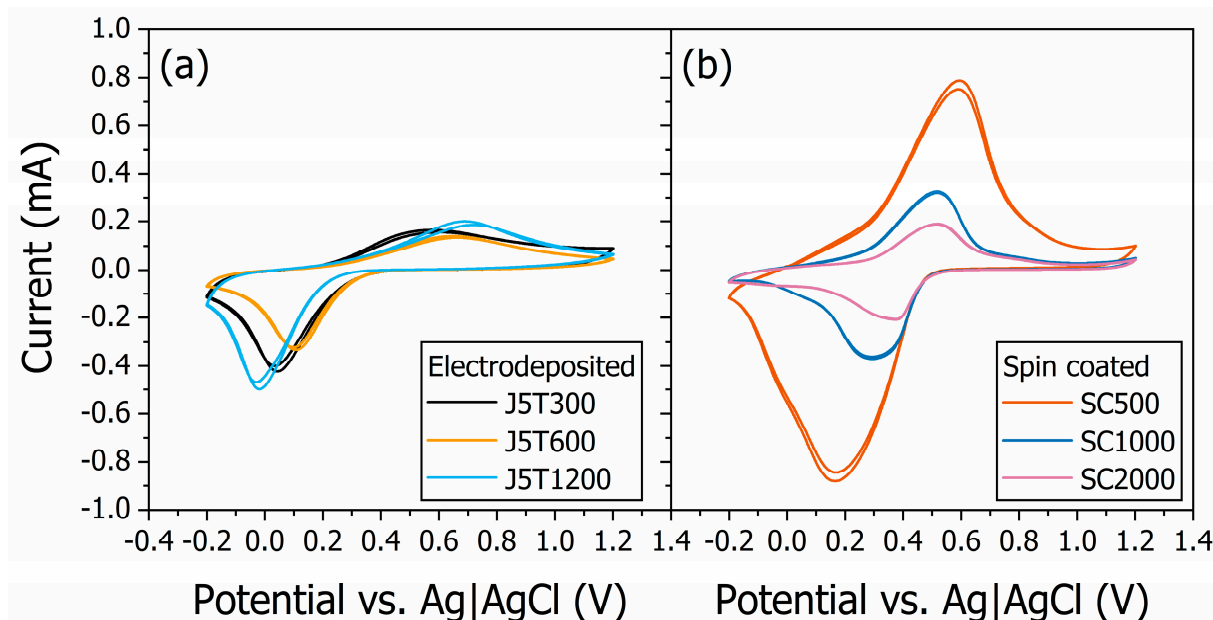 (a)
(b)
1.0
0.8
0.6
0.4
0.2
0.0
-0.2
-0.4
-0.6
-0.8
-1.0
Current (mA)
Electrodeposited
J5T300
J5T600
J5T1200
Spin coated
SC500
SC1000
SC2000
-0.4 -0.2 0.0 0.2 0.4 0.6 0.8 1.0 1.2 1.4 -0.2 0.0 0.2 0.4 0.6 0.8 1.0 1.2 1.4
Potential vs. Ag|AgCl (V) Potential vs. Ag|AgCl (V)